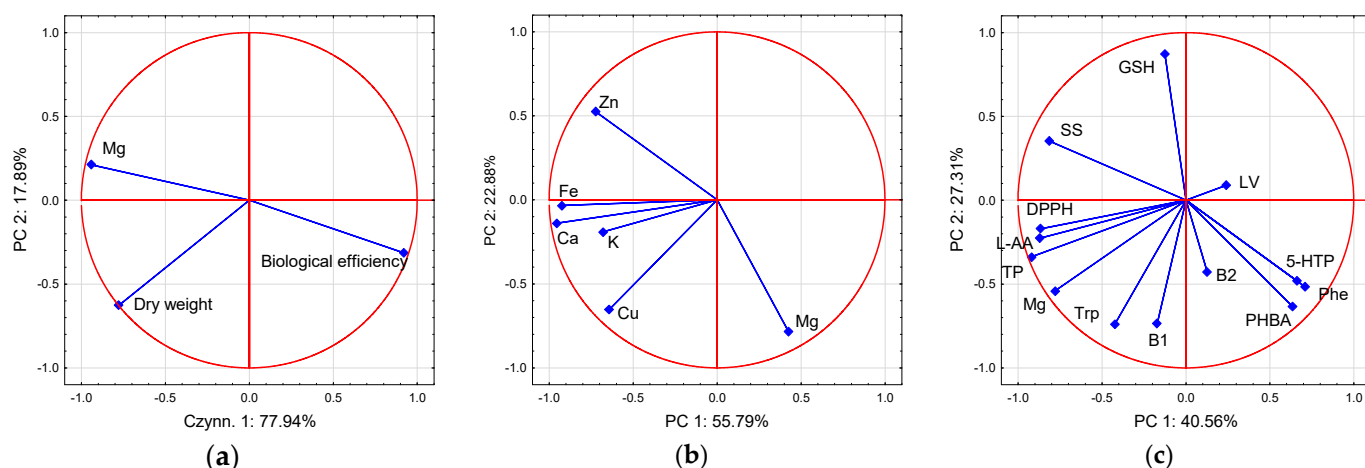 1.0
0.5
0.0
-0.5
-1.0
PC 2: 17.89%
Mg
Biological efficiency
Dry weight
-1.0
-0.5
0.0
0.5
1.0
Czynn. 1: 77.94%
(a)
1.0
0.5
0.0
-0.5
-1.0
PC 2: 22.88%
Zn
Fe
Ca
K
Cu
Mg
-1.0
-0.5
0.0
0.5
1.0
PC 1: 55.79%
(b)
1.0
0.5
0.0
-0.5
-1.0
PC 2: 27.31%
GSH
SS
LV
DPPH
L-AA
TP
5-HTP
B2
Phe
Mg
Trp
PHBA
B1
-1.0
-0.5
0.0
0.5
1.0
PC 1: 40.56%
(c)